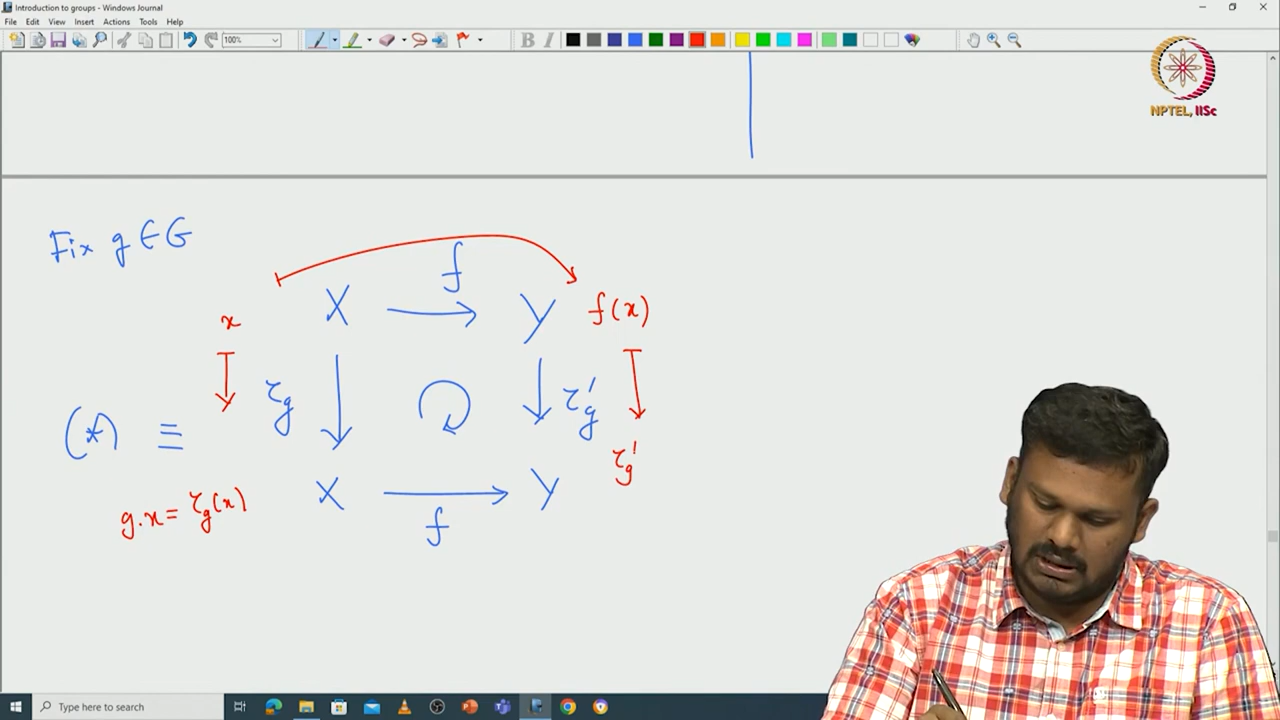 Introduction to groups - Windows Journal
File Edit View Insert Actions Tools Help
100%
B I
NPTEL, IISc
Fix g ∈ G
f
x X Y f(x)
τg τ'g
(*) ≡
τ'g
g.x = τg(x) X Y
f
Type here to search